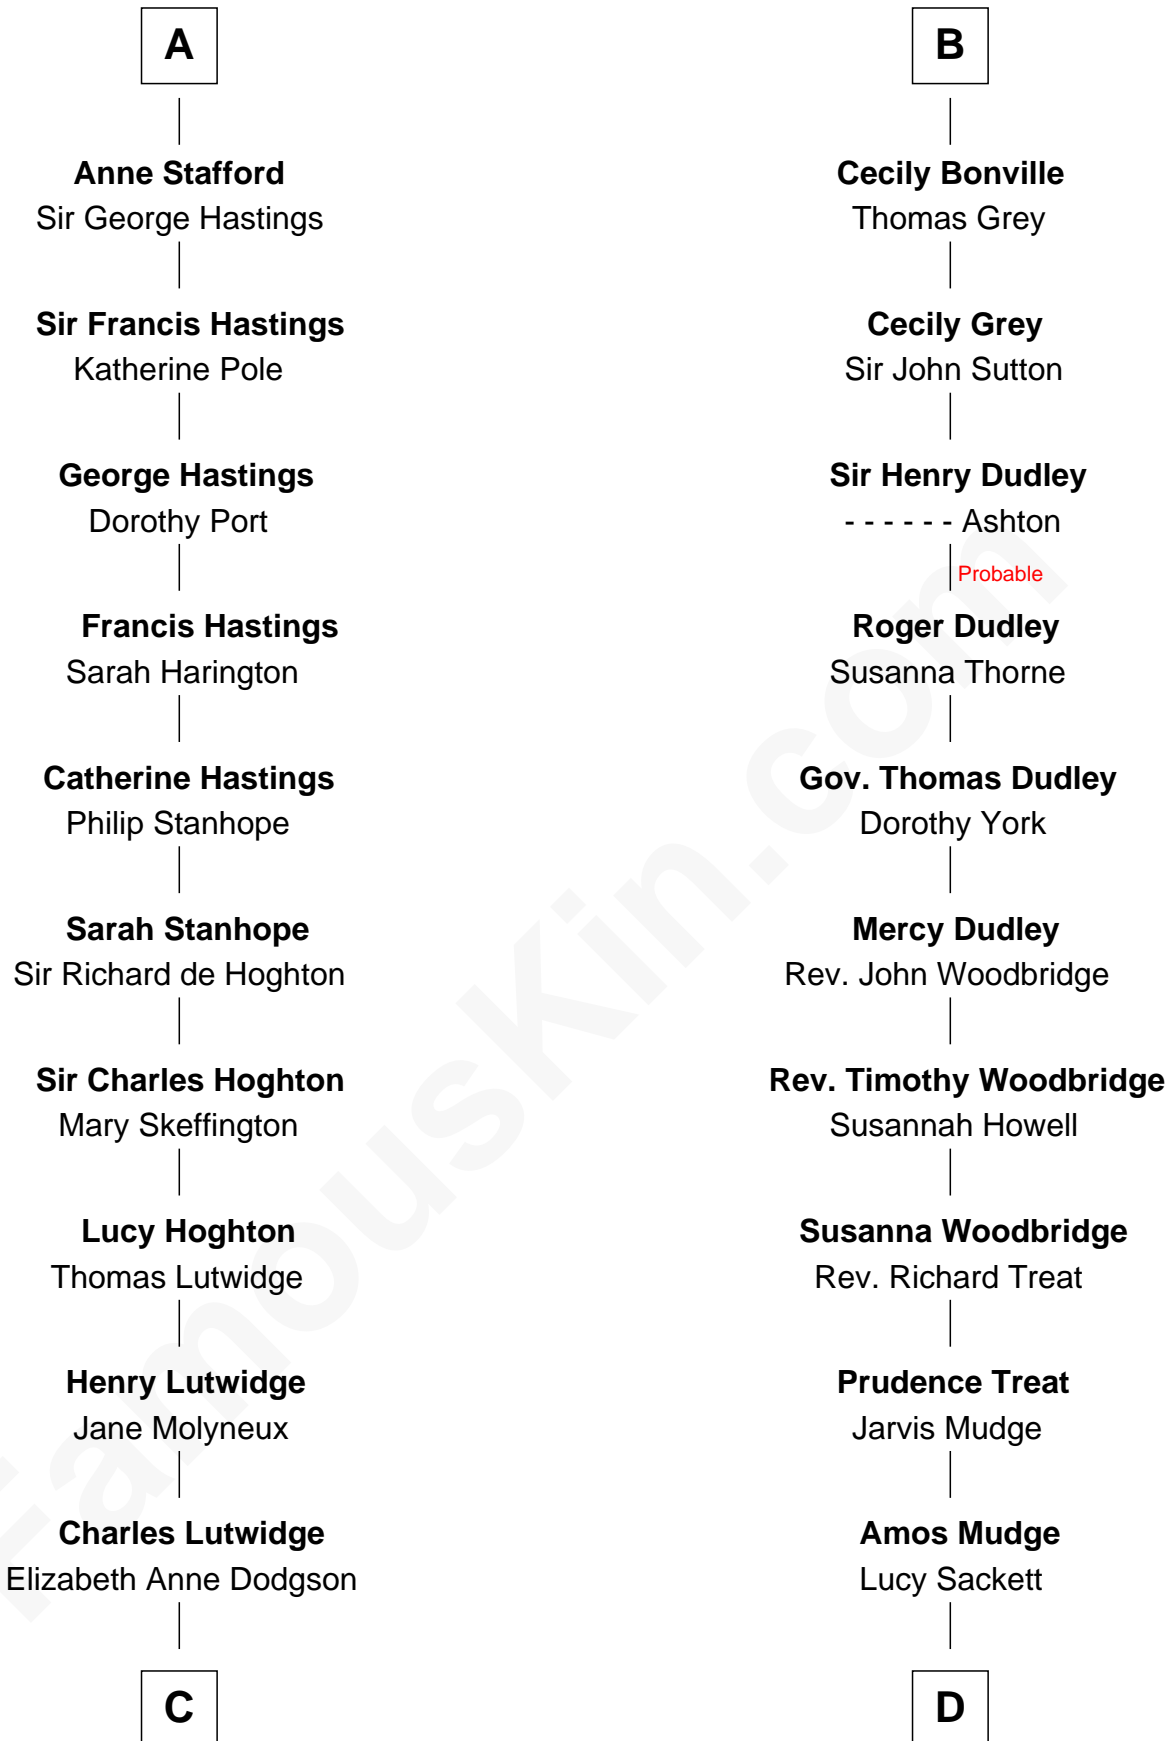 A
Anne Stafford
Sir George Hastings
Sir Francis Hastings
Katherine Pole
George Hastings
Dorothy Port
Francis Hastings
Sarah Harington
Catherine Hastings
Philip Stanhope
Sarah Stanhope
Sir Richard de Hoghton
Sir Charles Hoghton
Mary Skeffington
Lucy Hoghton
Thomas Lutwidge
Henry Lutwidge
Jane Molyneux
Charles Lutwidge
Elizabeth Anne Dodgson
C
B
Cecily Bonville
Thomas Grey
Cecily Grey
Sir John Sutton
Sir Henry Dudley
- - - - - - Ashton
Probable
Roger Dudley
Susanna Thorne
Gov. Thomas Dudley
Dorothy York
Mercy Dudley
Rev. John Woodbridge
Rev. Timothy Woodbridge
Susannah Howell
Susanna Woodbridge
Rev. Richard Treat
Prudence Treat
Jarvis Mudge
Amos Mudge
Lucy Sackett
D
FamousKin.com